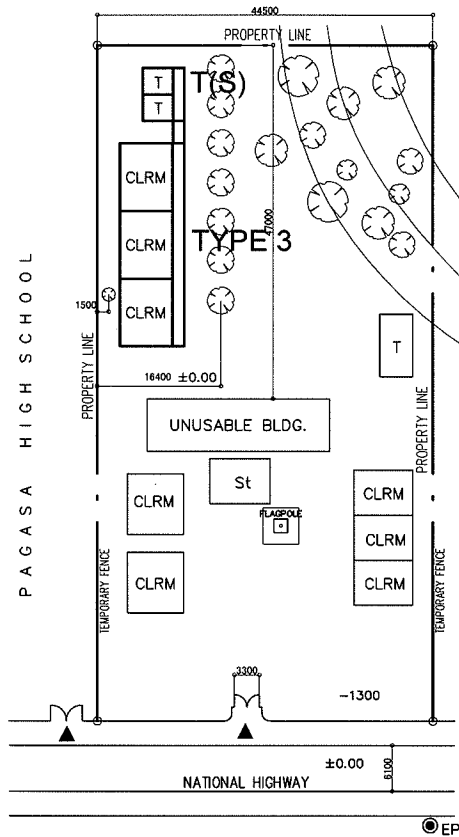 44500
PROPERTY LINE
T
T(S)
T
CLRM
47000
CLRM
TYPE 3
CLRM
1500
T
PAGASA HIGH SCHOOL
PROPERTY LINE
16400 ±0.00
PROPERTY LINE
UNUSABLE BLDG.
St
CLRM
CLRM
FLAGPOLE
CLRM
CLRM
CLRM
TEMPORARY FENCE
TEMPORARY FENCE
3300
-1300
±0.00
6100
NATIONAL HIGHWAY
EP